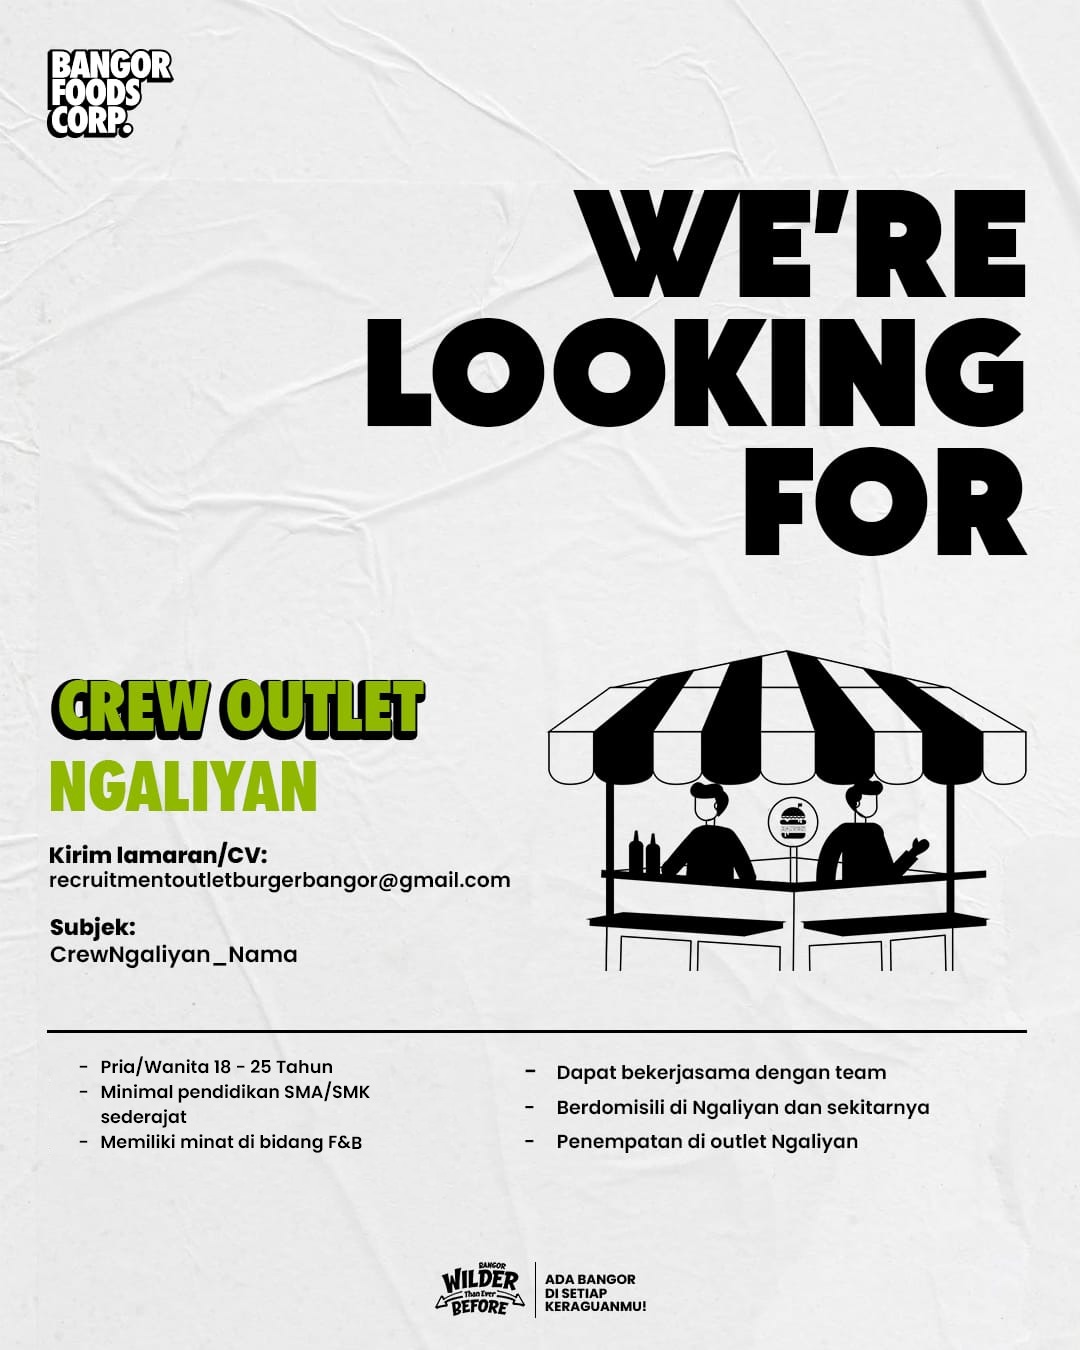 BANGOR
FOODS
CORP.
WE'RE
LOOKING
FOR
CREW OUTLET
NGALIYAN
Kirim lamaran/CV:
recruitmentoutletburgerbangor@gmail.com
Subjek:
CrewNgaliyan_Nama
- Pria/Wanita 18 - 25 Tahun
- Minimal pendidikan SMA/SMK
sederajat
- Memiliki minat di bidang F&B
- Dapat bekerjasama dengan team
- Berdomisili di Ngaliyan dan sekitarnya
- Penempatan di outlet Ngaliyan
BANGOR
WILDER
Than Ever
BEFORE
ADA BANGOR
DI SETIAP
KERAGUANMU!